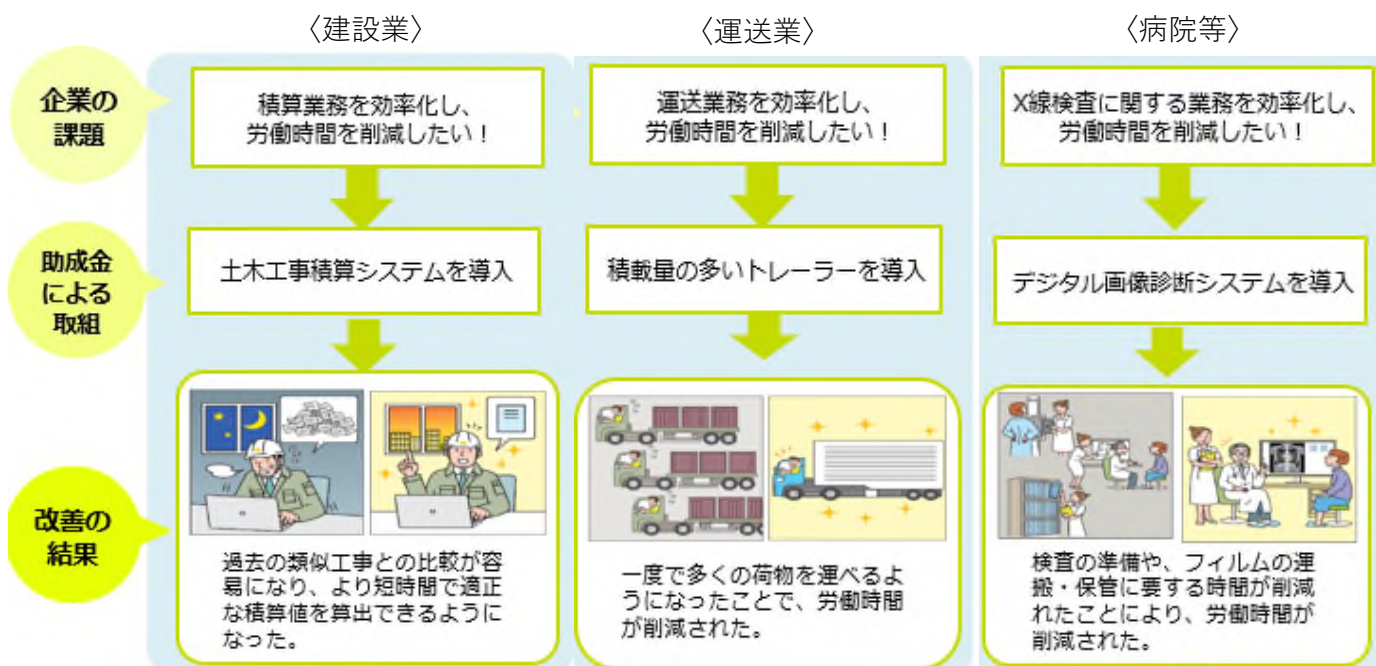 〈建設業〉
〈運送業〉
〈病院等〉
企業の
課題
積算業務を効率化し、
労働時間を削減したい！
運送業務を効率化し、
労働時間を削減したい！
X線検査に関する業務を効率化し、
労働時間を削減したい！
助成金
による
取組
土木工事積算システムを導入
積載量の多いトレーラーを導入
デジタル画像診断システムを導入
改善の
結果
過去の類似工事との比較が容
易になり、より短時間で適正
な積算値を算出できるように
なった。
一度で多くの荷物を運べるよ
うになったことで、労働時間
が削減された。
検査の準備や、フィルムの運
搬・保管に要する時間が削減
れたことにより、労働時間が
削減された。